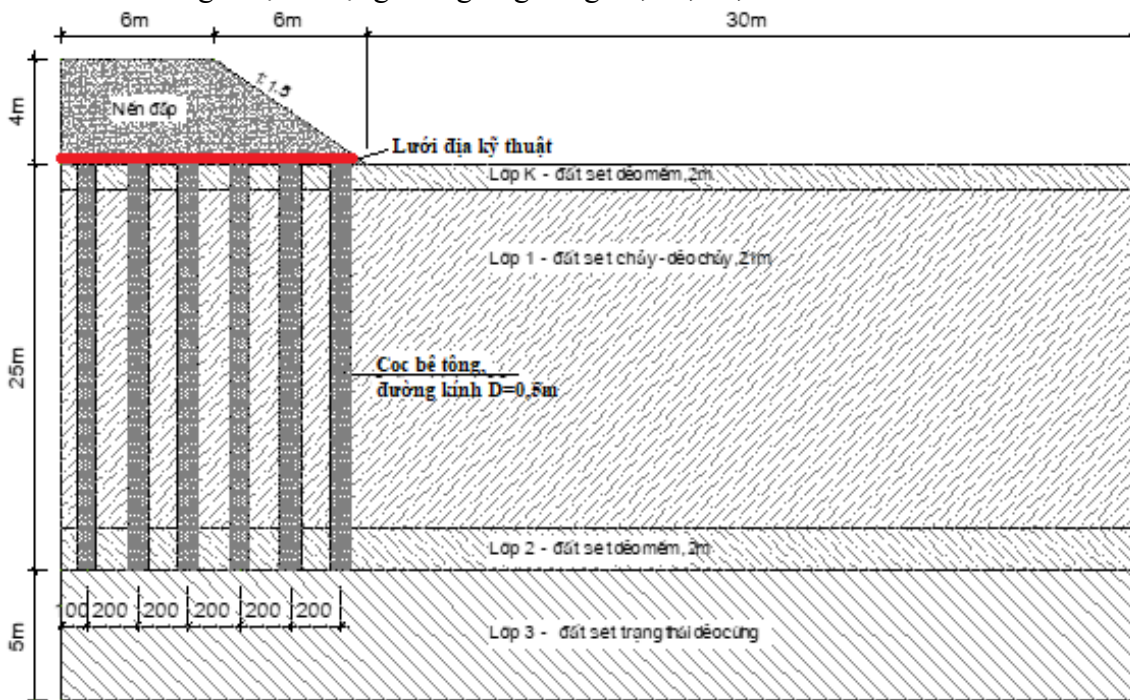 6m 6m 30m
4m
1: 1.5
Nền đắp
Lưới địa kỹ thuật
Lớp K - đất sét dẻo mềm, 2m
Lớp 1 - đất sét chảy - dẻo chảy, 21m
25m
Cọc bê tông,
đường kính D=0,5m
Lớp 2 - đất sét dẻo mềm, 2m
100 200 200 200 200 200
5m
Lớp 3 - đất sét trạng thái dẻo cứng